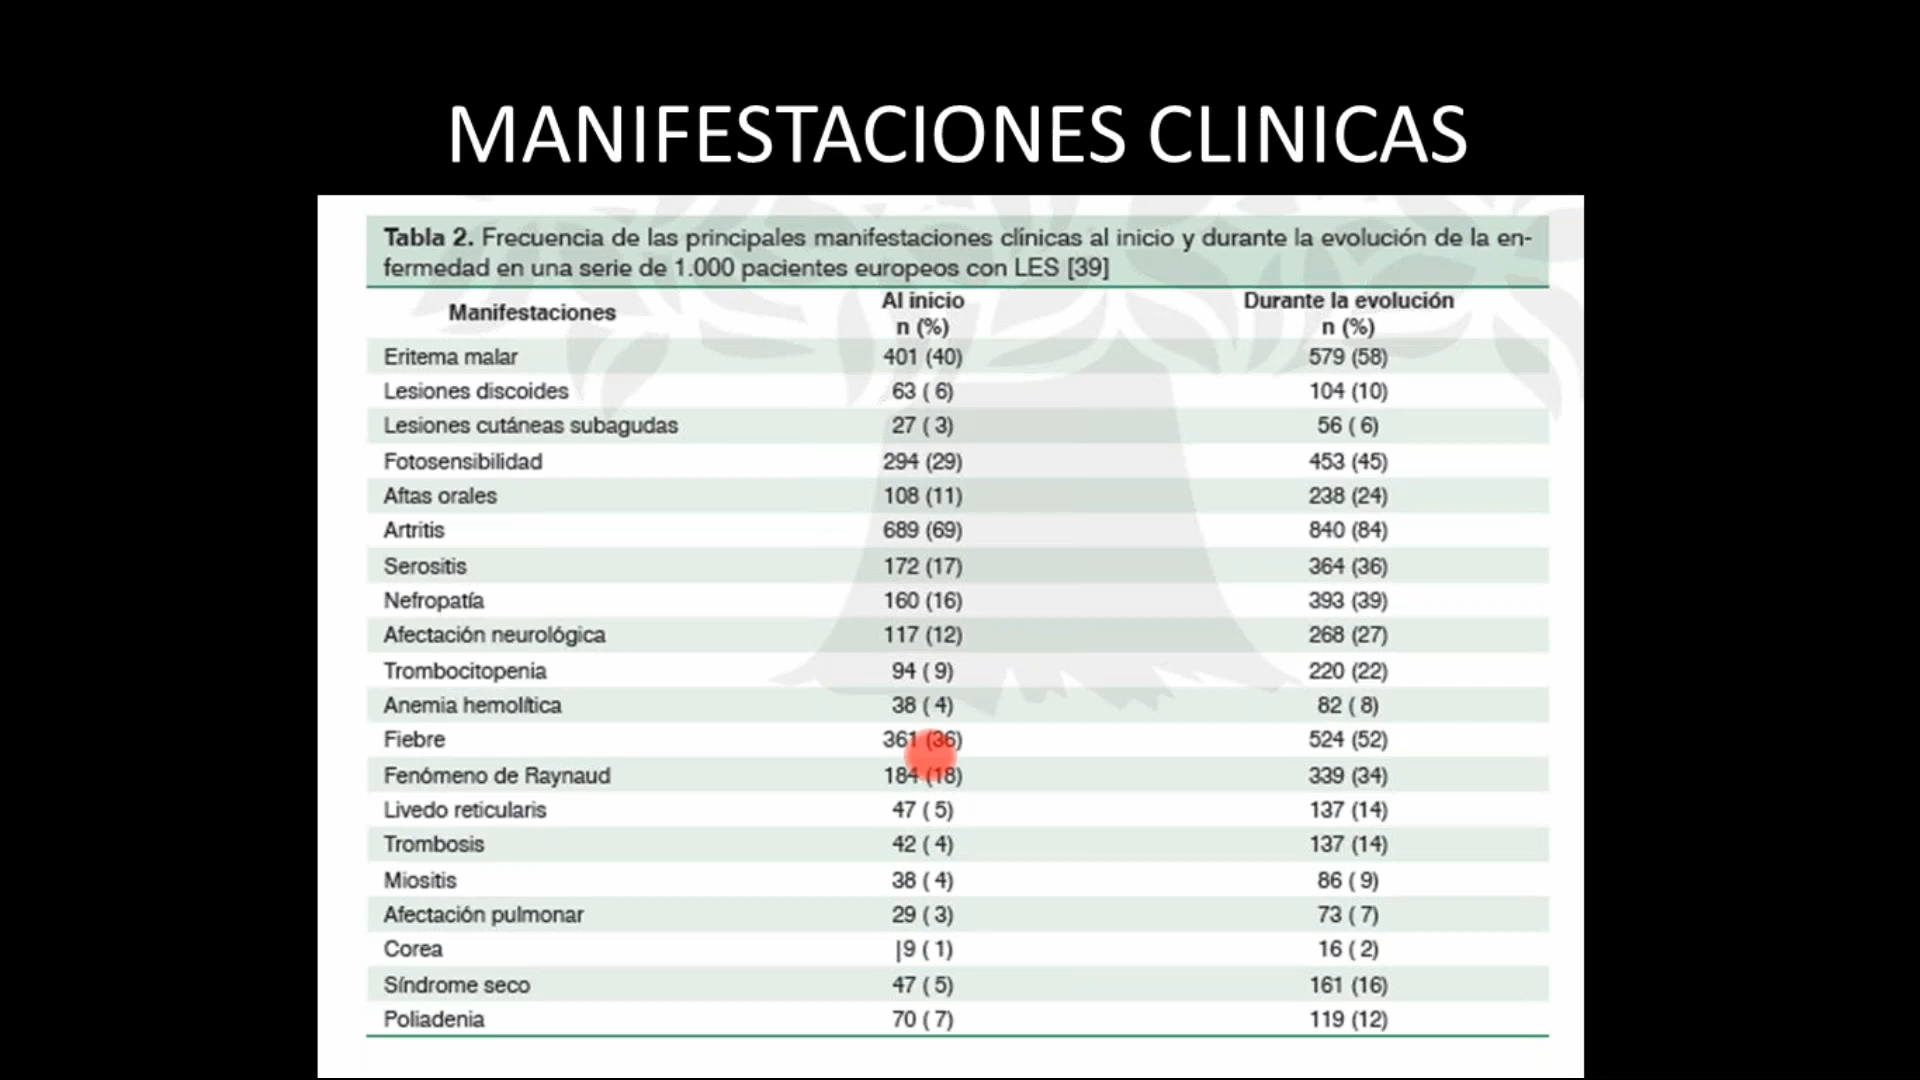 MANIFESTACIONES CLINICAS
Tabla 2. Frecuencia de las principales manifestaciones clínicas al inicio y durante la evolución de la en-
fermedad en una serie de 1.000 pacientes europeos con LES [39]
Manifestaciones Al inicio n (%) Durante la evolución n (%)
Eritema malar 401 (40) 579 (58)
Lesiones discoides 63 ( 6) 104 (10)
Lesiones cutáneas subagudas 27 ( 3) 56 ( 6)
Fotosensibilidad 294 (29) 453 (45)
Aftas orales 108 (11) 238 (24)
Artritis 689 (69) 840 (84)
Serositis 172 (17) 364 (36)
Nefropatía 160 (16) 393 (39)
Afectación neurológica 117 (12) 268 (27)
Trombocitopenia 94 ( 9) 220 (22)
Anemia hemolítica 38 ( 4) 82 ( 8)
Fiebre 361 (36) 524 (52)
Fenómeno de Raynaud 184 (18) 339 (34)
Livedo reticularis 47 ( 5) 137 (14)
Trombosis 42 ( 4) 137 (14)
Miositis 38 ( 4) 86 ( 9)
Afectación pulmonar 29 ( 3) 73 ( 7)
Corea |9 ( 1) 16 ( 2)
Síndrome seco 47 ( 5) 161 (16)
Poliadenia 70 ( 7) 119 (12)